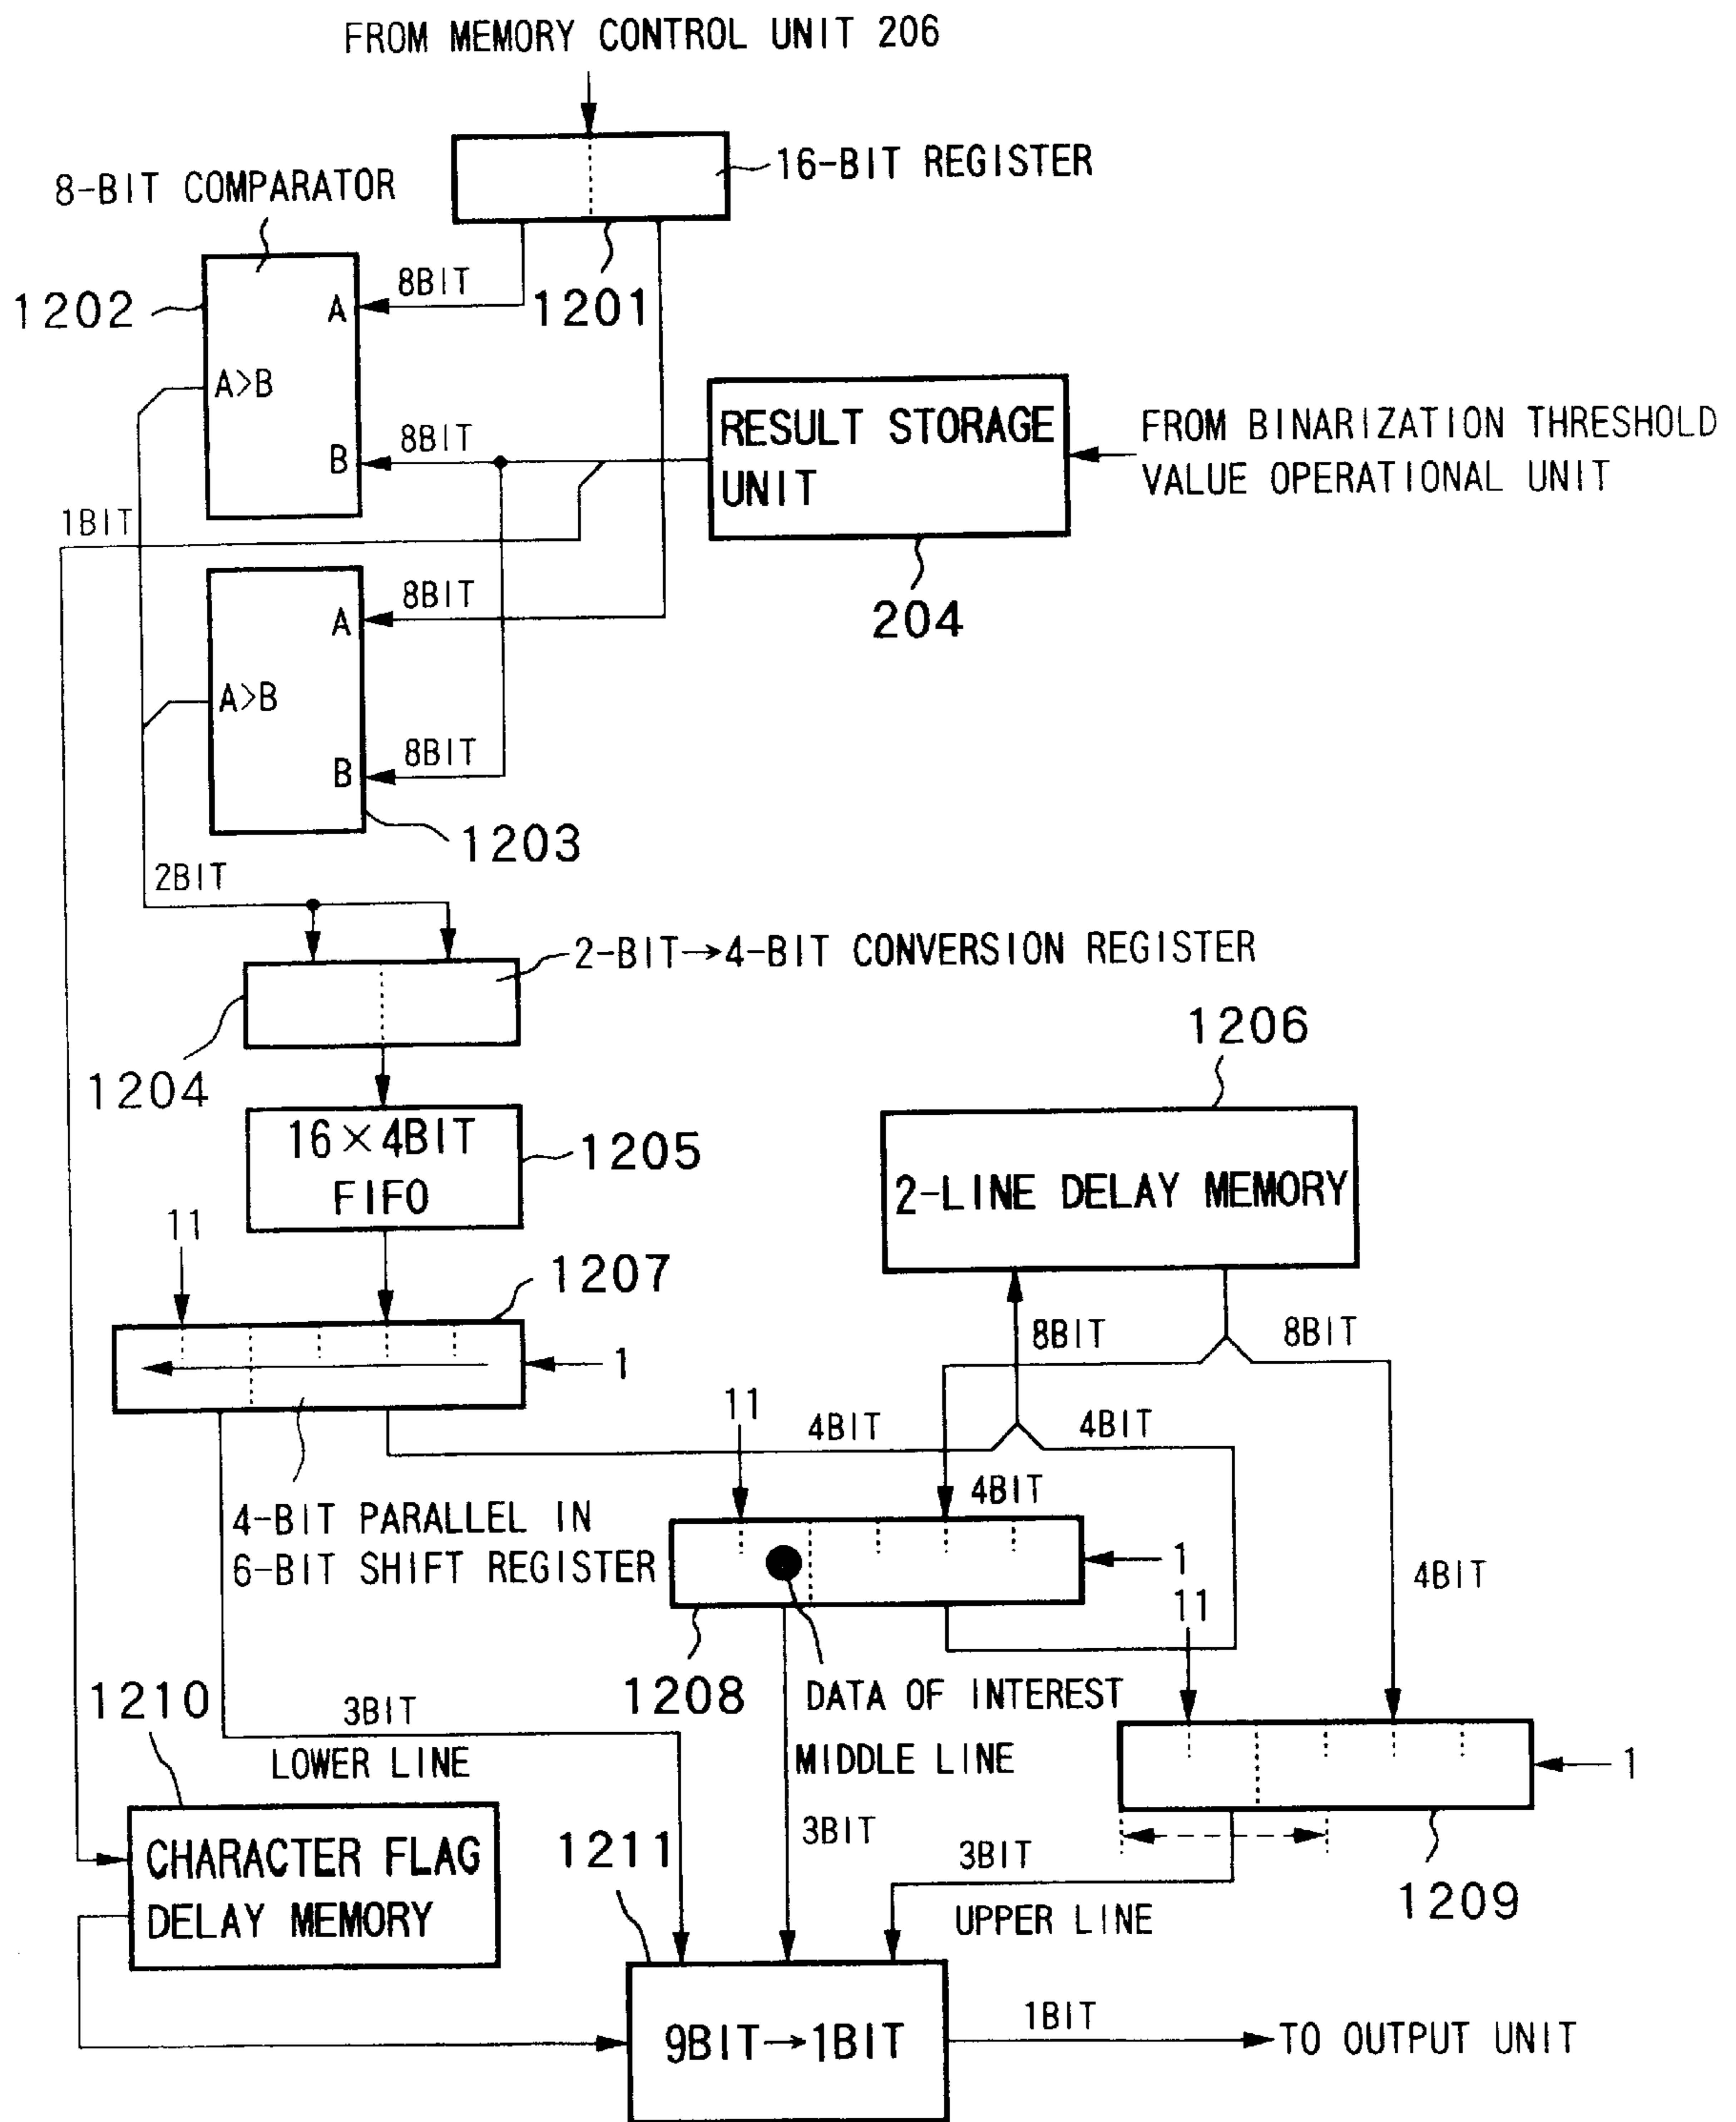 FROM MEMORY CONTROL UNIT 206
16-BIT REGISTER
8-BIT COMPARATOR
8BIT
1202
A
1201
A>B
RESULT STORAGE
UNIT
FROM BINARIZATION THRESHOLD
VALUE OPERATIONAL UNIT
8BIT
B
1BIT
8BIT
A
204
A>B
8BIT
B
1203
2BIT
2-BIT→4-BIT CONVERSION REGISTER
1204
1206
16×4BIT
FIFO
1205
2-LINE DELAY MEMORY
11
1207
1
8BIT
8BIT
11
4BIT
4BIT
4BIT
4-BIT PARALLEL IN
6-BIT SHIFT REGISTER
1
4BIT
11
1208
DATA OF INTEREST
1210
3BIT
LOWER LINE
MIDDLE LINE
1
3BIT
1211
3BIT
1209
CHARACTER FLAG
DELAY MEMORY
UPPER LINE
9BIT→1BIT
1BIT
TO OUTPUT UNIT